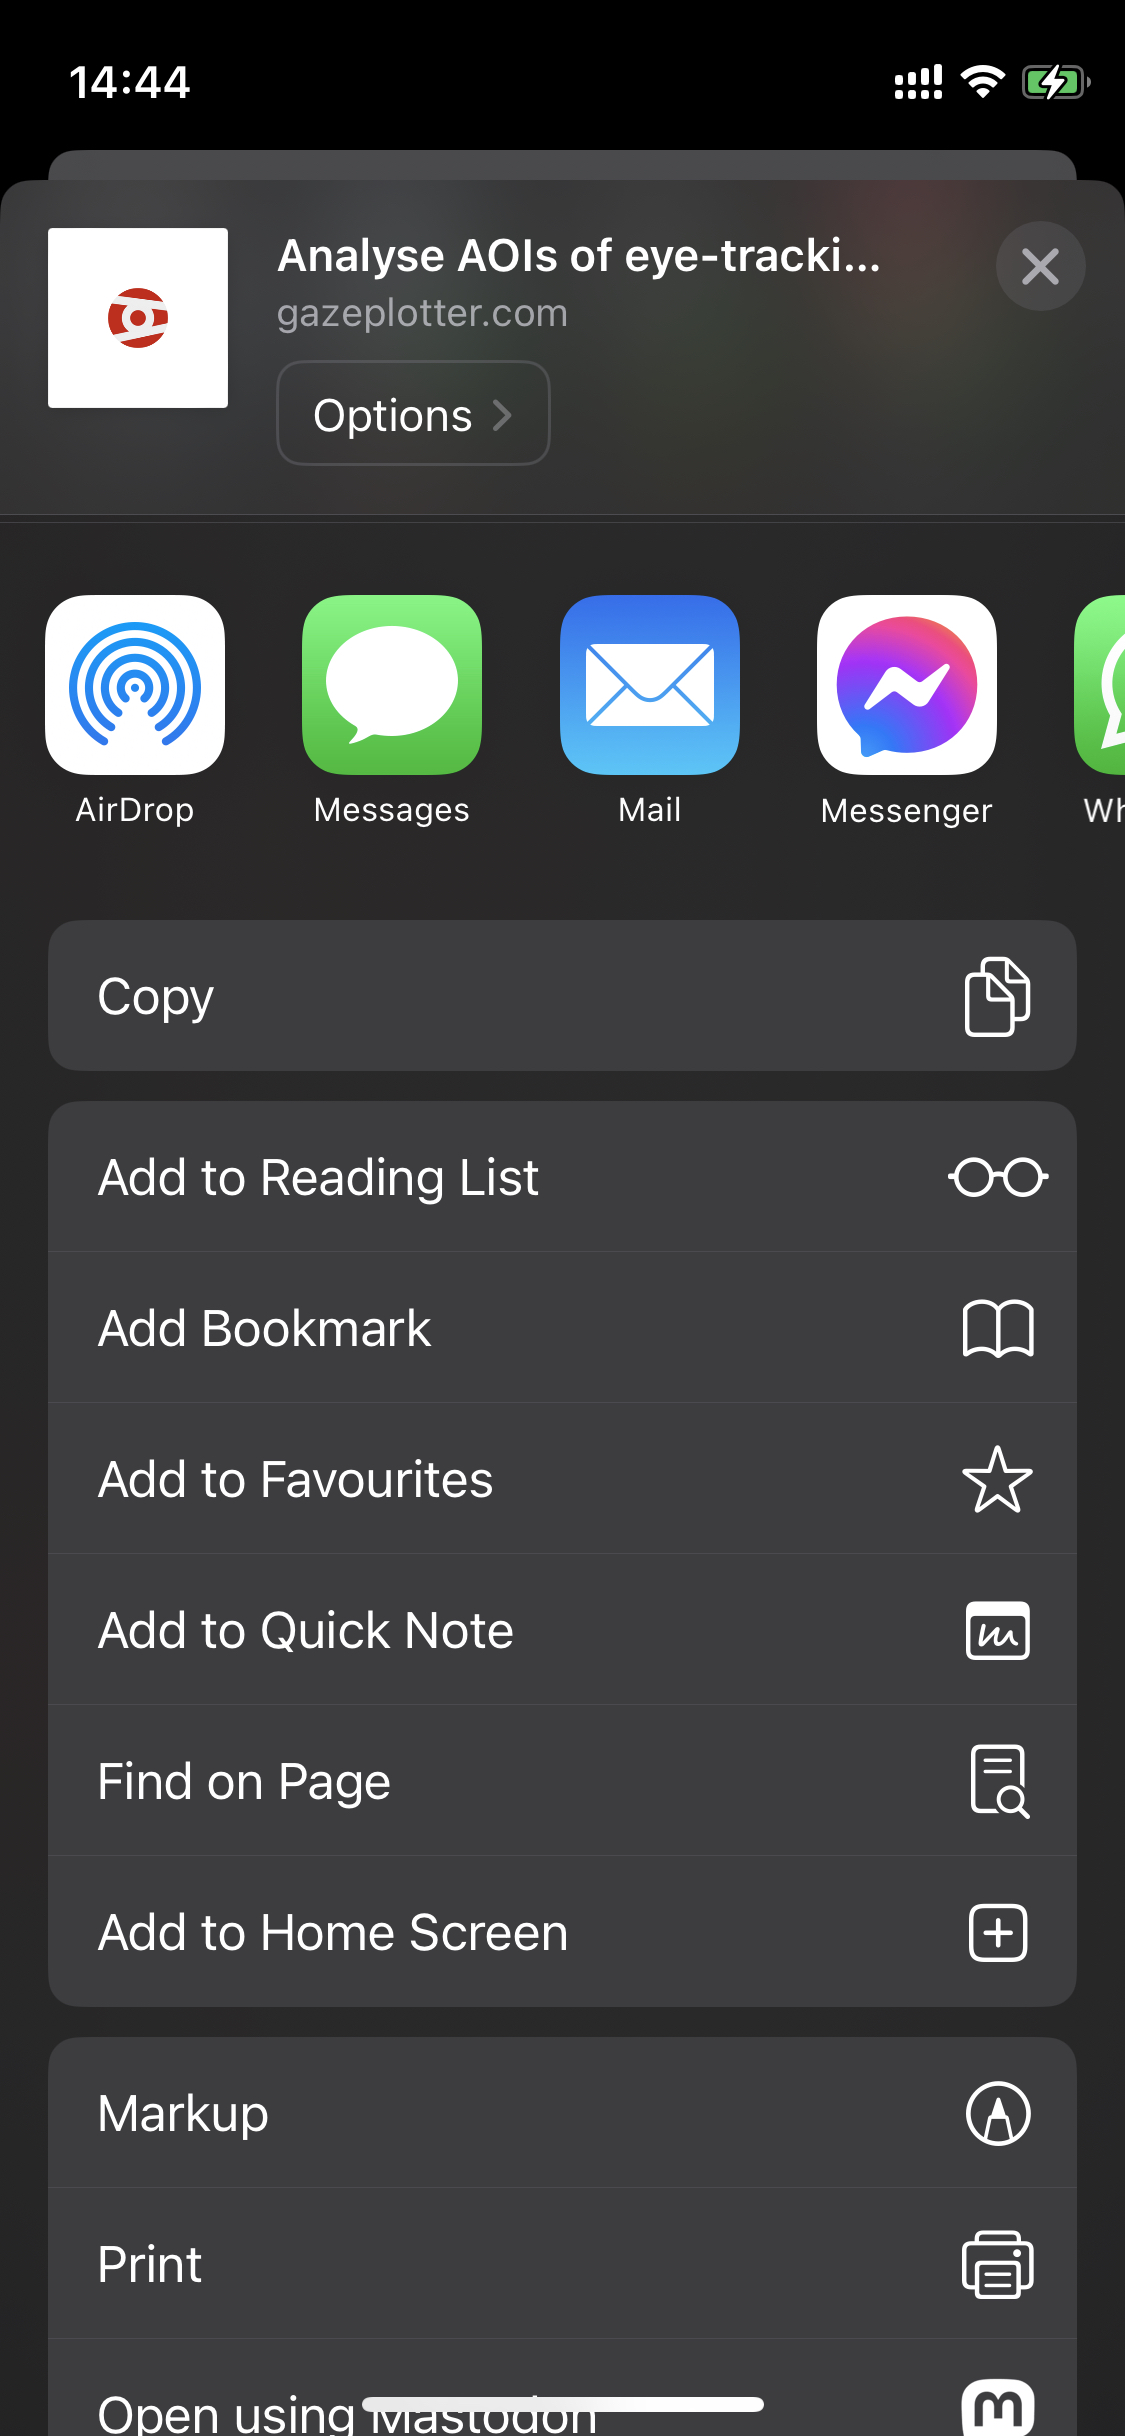 14:44
Analyse AOIs of eye-tracki...
gazeplotter.com
Options
AirDrop
Messages
Mail
Messenger
Wh
Copy
Add to Reading List
Add Bookmark
Add to Favourites
Add to Quick Note
Find on Page
Add to Home Screen
Markup
Print
Open using Mastodon